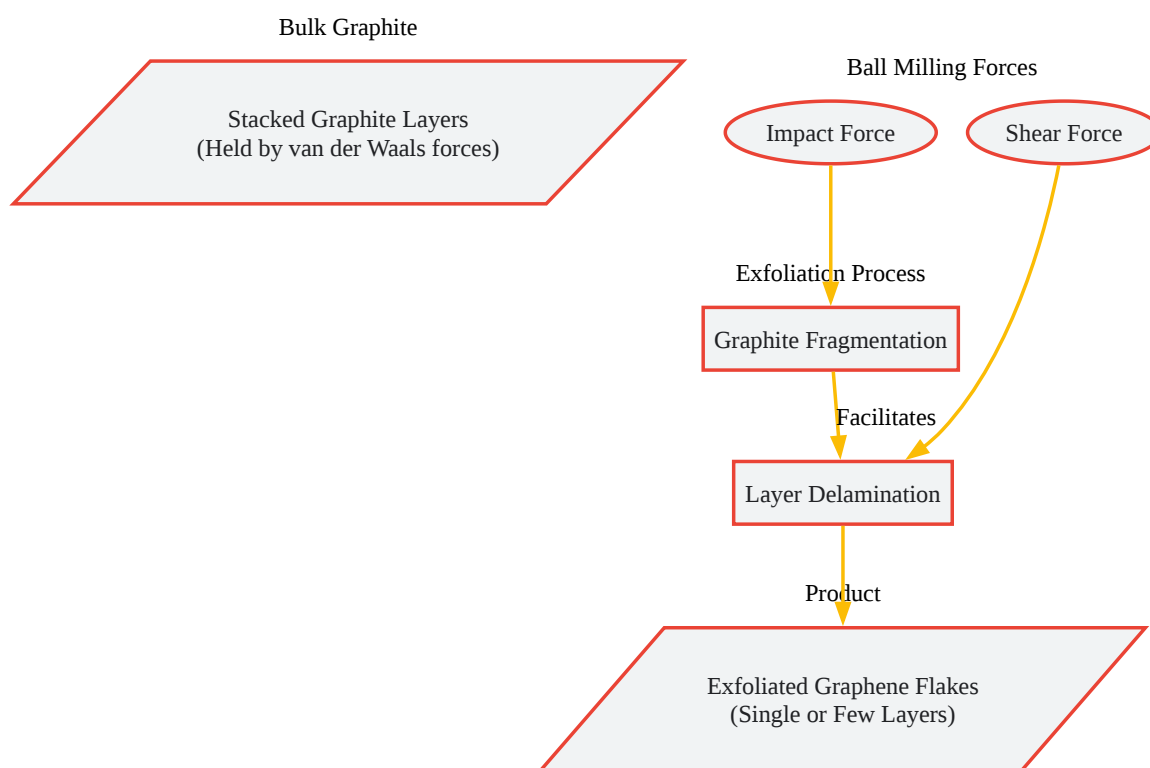 Bulk Graphite
Stacked Graphite Layers
(Held by van der Waals forces)
Ball Milling Forces
Impact Force
Shear Force
Exfoliation Process
Graphite Fragmentation
Facilitates
Layer Delamination
Product
Exfoliated Graphene Flakes
(Single or Few Layers)